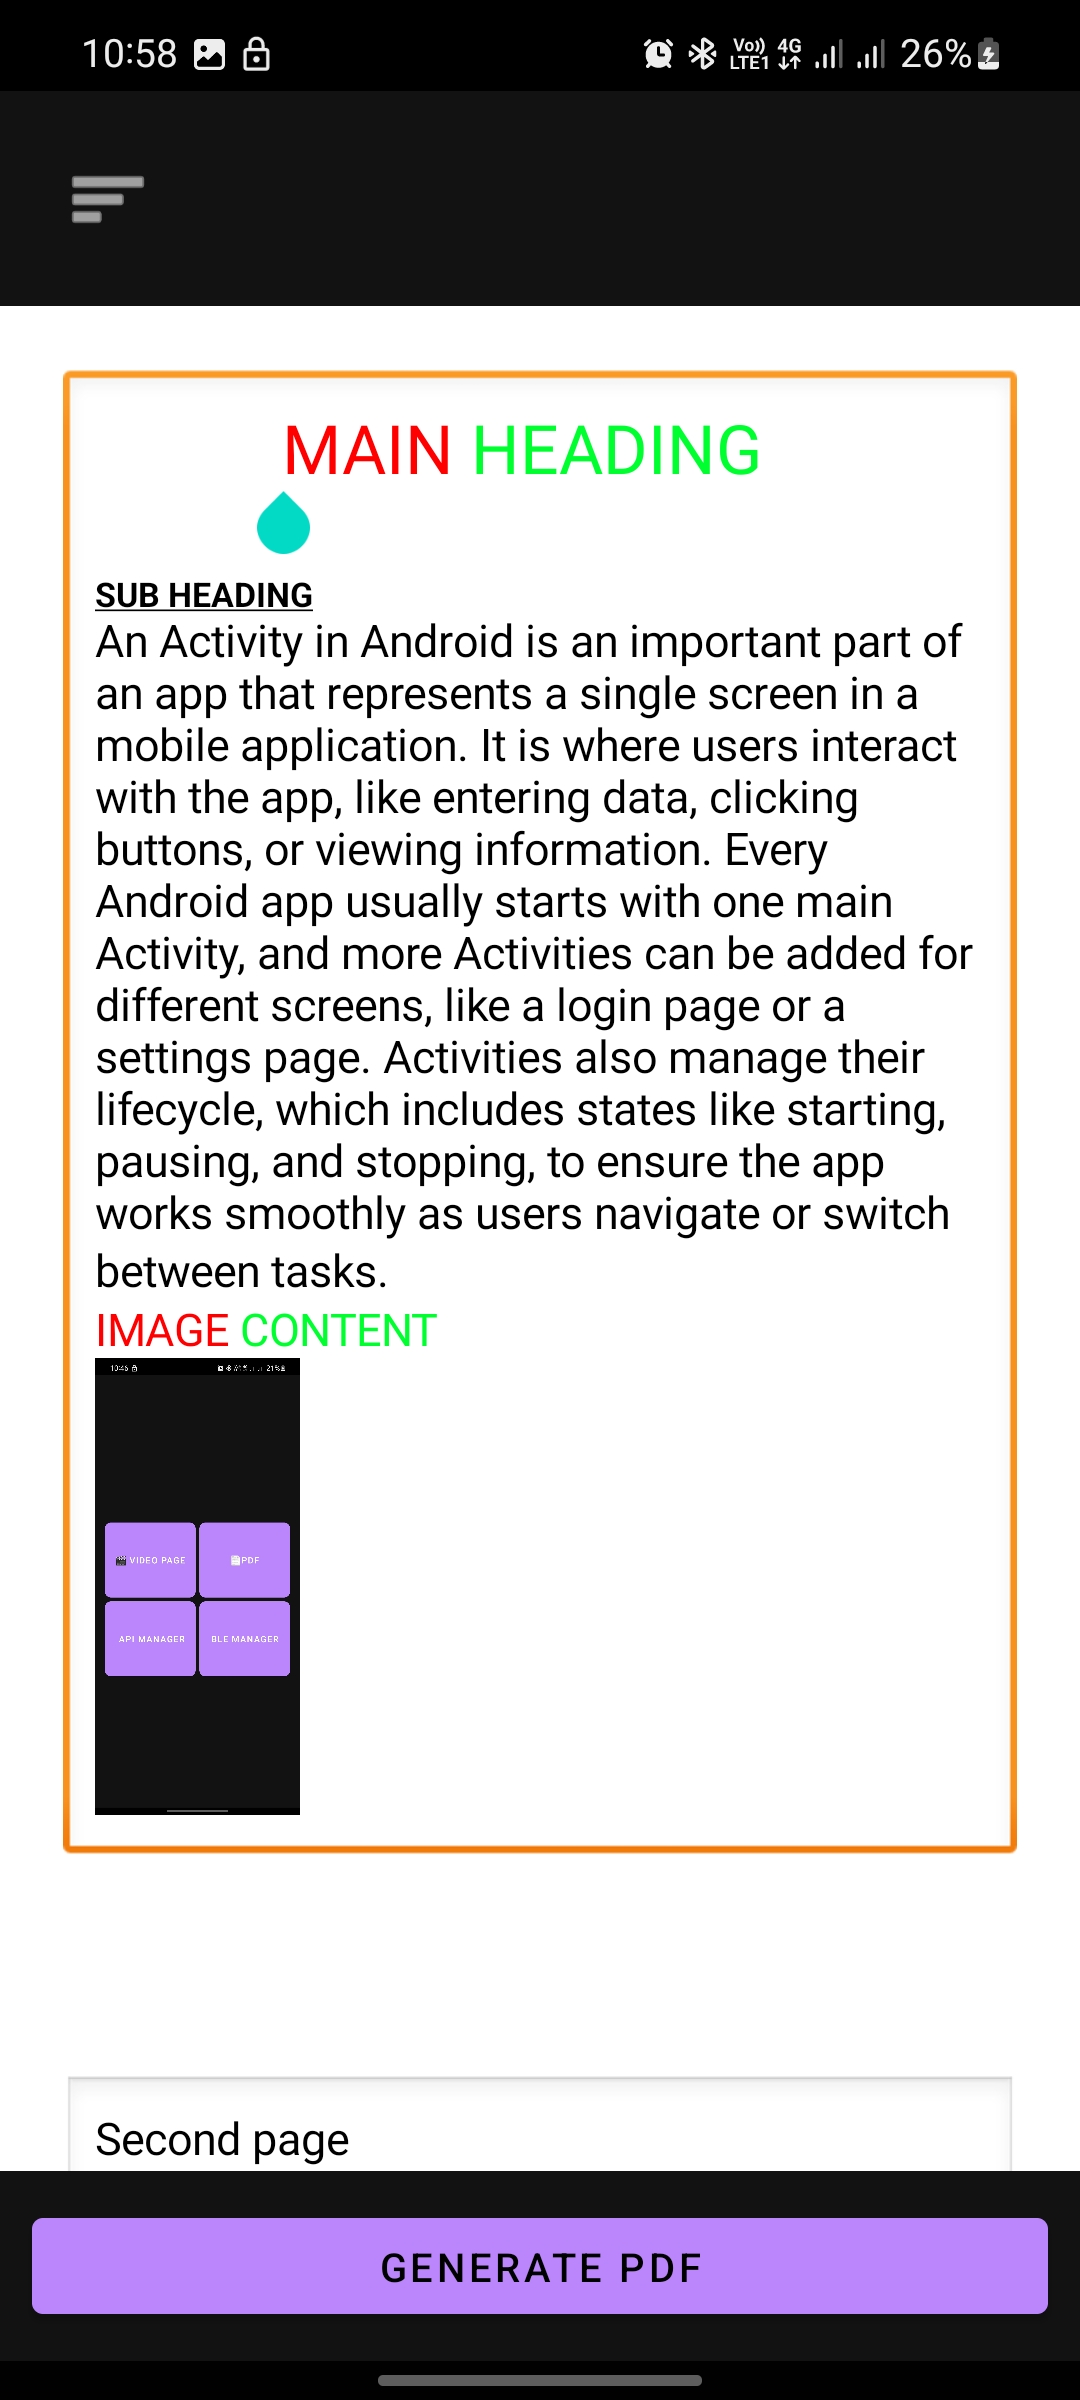 10:58 Vo)) LTE1 4G 26%
MAIN HEADING
SUB HEADING
An Activity in Android is an important part of
an app that represents a single screen in a
mobile application. It is where users interact
with the app, like entering data, clicking
buttons, or viewing information. Every
Android app usually starts with one main
Activity, and more Activities can be added for
different screens, like a login page or a
settings page. Activities also manage their
lifecycle, which includes states like starting,
pausing, and stopping, to ensure the app
works smoothly as users navigate or switch
between tasks.
IMAGE CONTENT
10:46 21%
VIDEO PAGE PDF
API MANAGER BLE MANAGER
Second page
GENERATE PDF